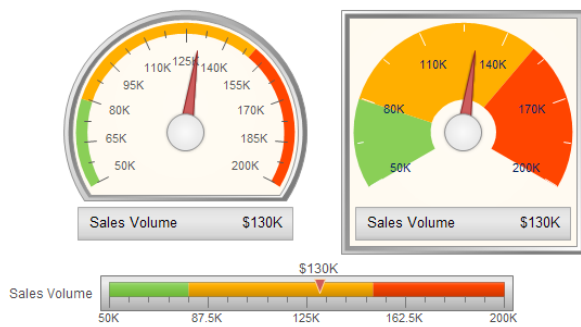 125K
110K 140K
95K 155K
80K 170K
65K 185K
50K 200K
Sales Volume $130K
110K 140K
80K 170K
50K 200K
Sales Volume $130K
$130K
Sales Volume
50K 87.5K 125K 162.5K 200K